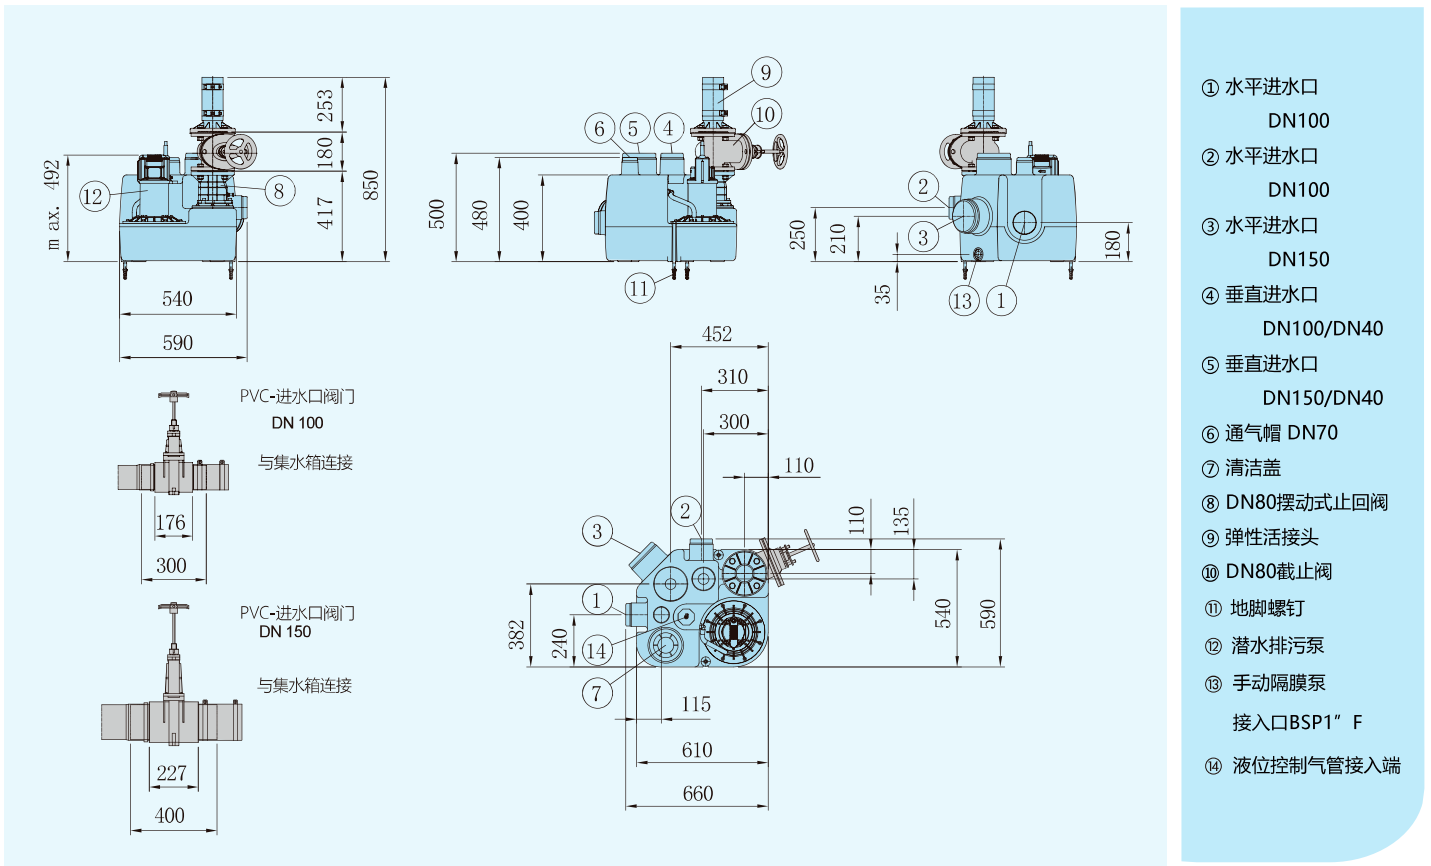 253
180
417
850
m ax. 492
12
8
540
590
9
10
6
5
4
500
480
400
11
2
3
250
210
35
180
13
1
PVC-进水口阀门
DN 100
与集水箱连接
176
300
PVC-进水口阀门
DN 150
与集水箱连接
227
400
452
310
300
110
110
135
2
3
1
14
7
382
240
540
590
115
610
660
① 水平进水口
DN100
② 水平进水口
DN100
③ 水平进水口
DN150
④ 垂直进水口
DN100/DN40
⑤ 垂直进水口
DN150/DN40
⑥ 通气帽 DN70
⑦ 清洁盖
⑧ DN80摆动式止回阀
⑨ 弹性活接头
⑩ DN80截止阀
⑪ 地脚螺钉
⑫ 潜水排污泵
⑬ 手动隔膜泵
接入口BSP1″ F
⑭ 液位控制气管接入端